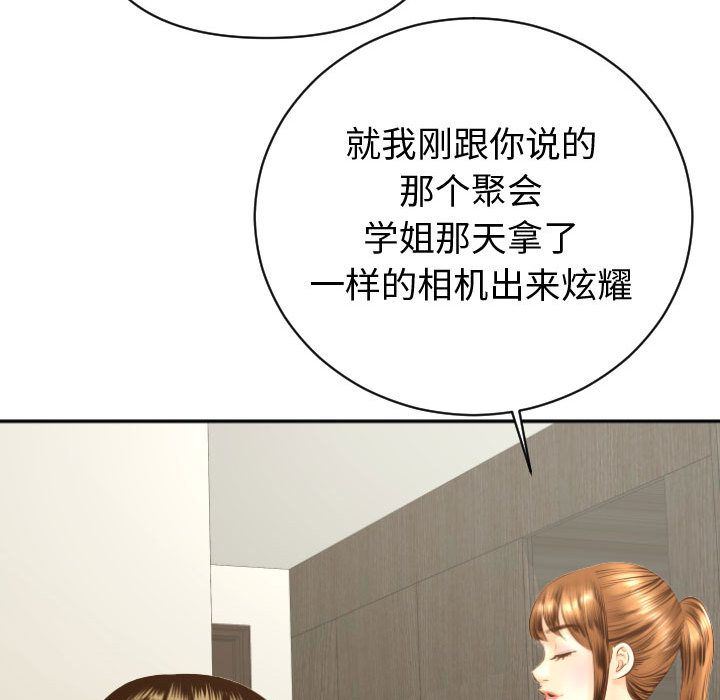 就我刚跟你说的
那个聚会
学姐那天拿了
一样的相机出来炫耀